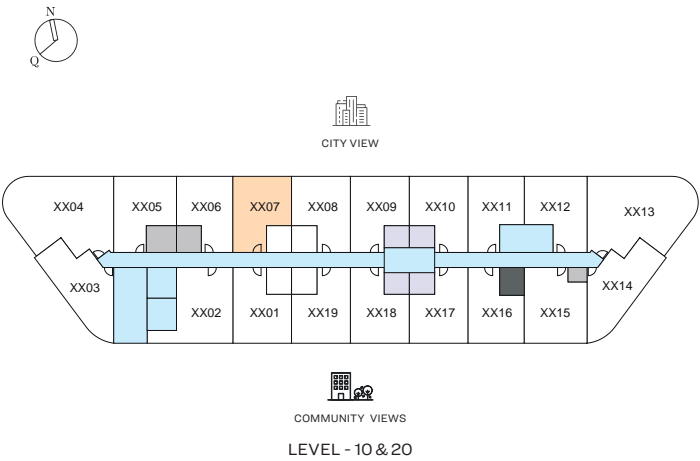 N
Q
CITY VIEW
XX04 XX05 XX06 XX07 XX08 XX09 XX10 XX11 XX12 XX13
XX03 XX14
XX02 XX01 XX19 XX18 XX17 XX16 XX15
COMMUNITY VIEWS
LEVEL - 10 & 20